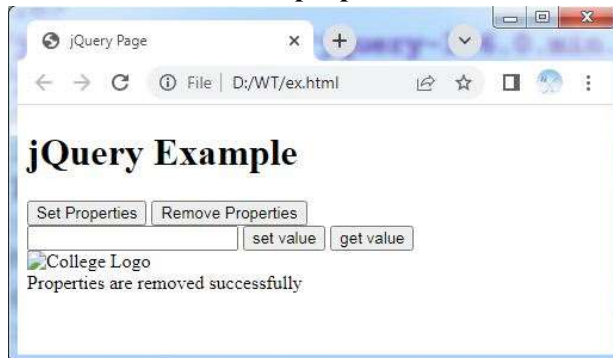 jQuery Page
File D:/WT/ex.html
jQuery Example
Set Properties Remove Properties
set value get value
College Logo
Properties are removed successfully